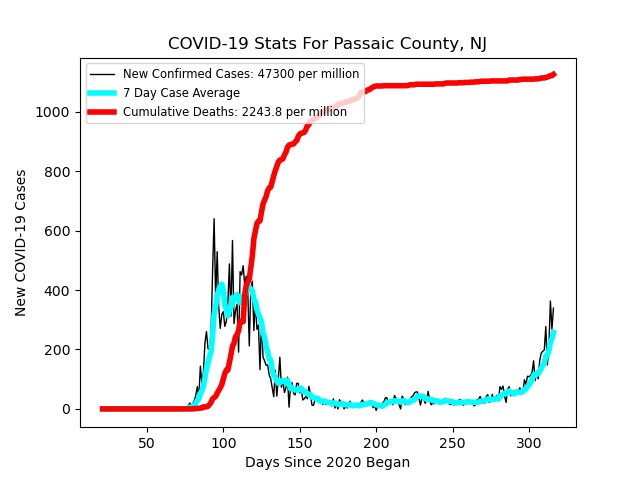 COVID-19 Stats For Passaic County, NJ
New Confirmed Cases: 47300 per million
7 Day Case Average
Cumulative Deaths: 2243.8 per million
1000
800
600
400
200
0
New COVID-19 Cases
50 100 150 200 250 300
Days Since 2020 Began